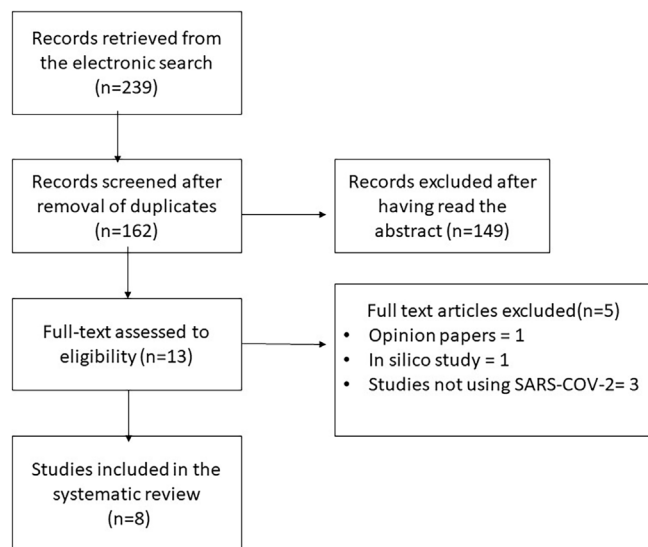 Records retrieved from
the electronic search
(n=239)
Records screened after
removal of duplicates
(n=162)
Records excluded after
having read the
abstract (n=149)
Full-text assessed to
eligibility (n=13)
Full text articles excluded(n=5)
• Opinion papers = 1
• In silico study = 1
• Studies not using SARS-COV-2= 3
Studies included in the
systematic review
(n=8)